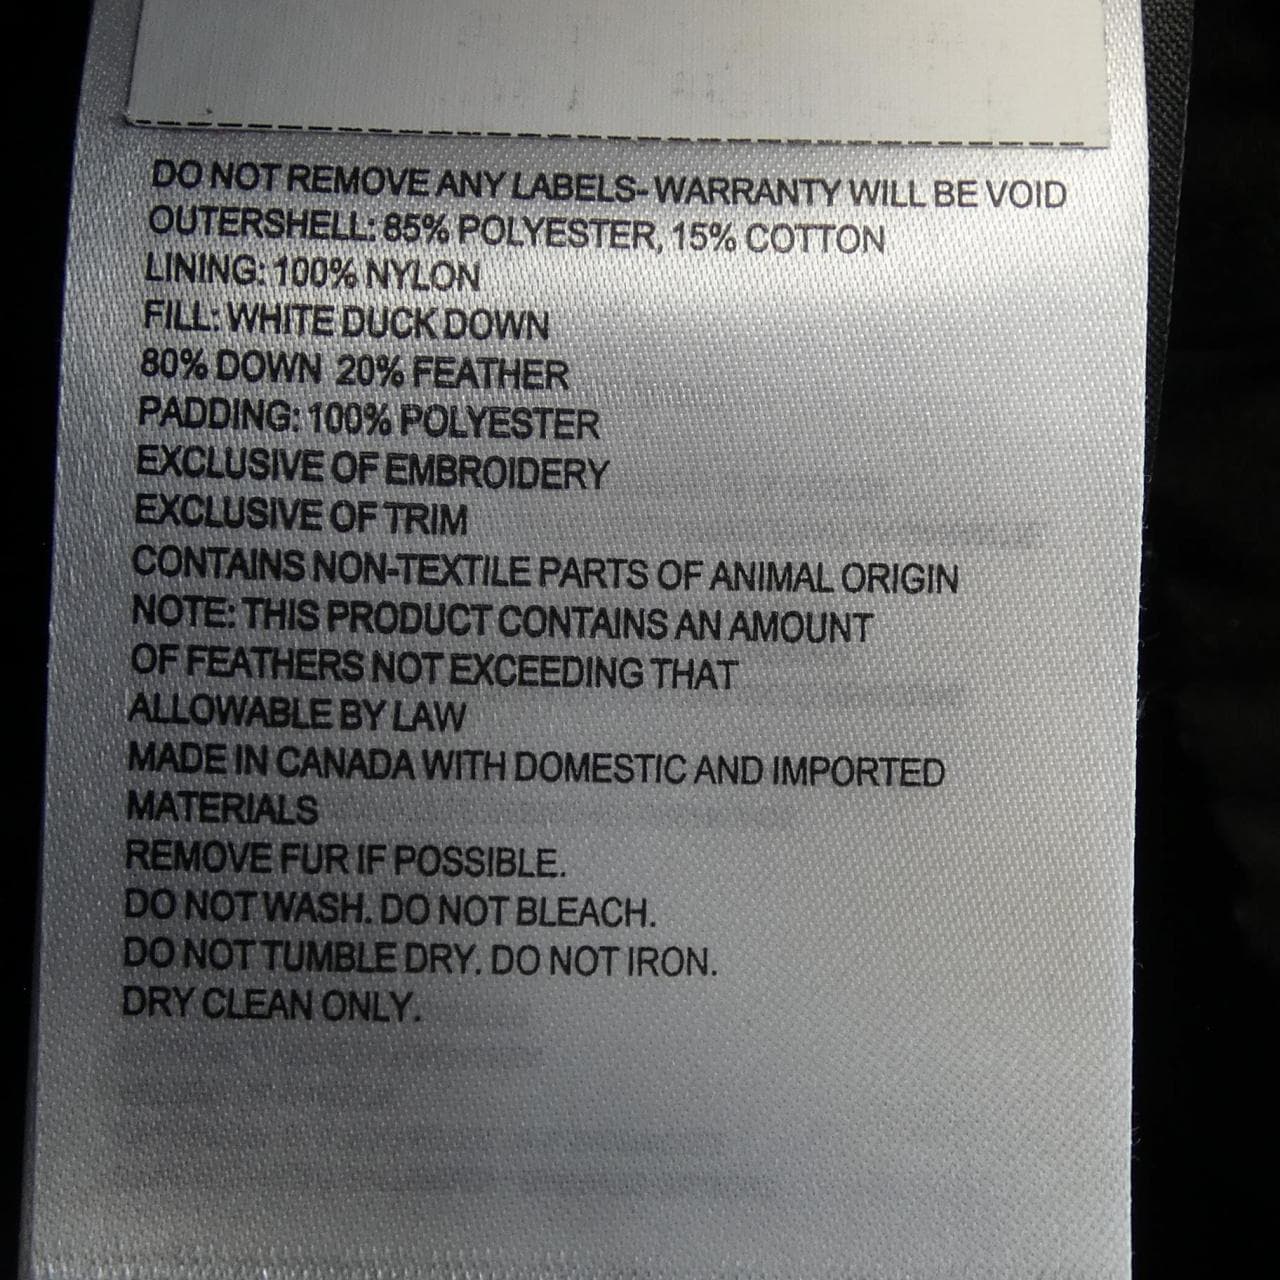 DO NOT REMOVE ANY LABELS- WARRANTY WILL BE VOID
OUTERSHELL: 85% POLYESTER, 15% COTTON
LINING: 100% NYLON
FILL: WHITE DUCK DOWN
80% DOWN 20% FEATHER
PADDING: 100% POLYESTER
EXCLUSIVE OF EMBROIDERY
EXCLUSIVE OF TRIM
CONTAINS NON-TEXTILE PARTS OF ANIMAL ORIGIN
NOTE: THIS PRODUCT CONTAINS AN AMOUNT
OF FEATHERS NOT EXCEEDING THAT
ALLOWABLE BY LAW
MADE IN CANADA WITH DOMESTIC AND IMPORTED
MATERIALS
REMOVE FUR IF POSSIBLE.
DO NOT WASH. DO NOT BLEACH.
DO NOT TUMBLE DRY. DO NOT IRON.
DRY CLEAN ONLY.